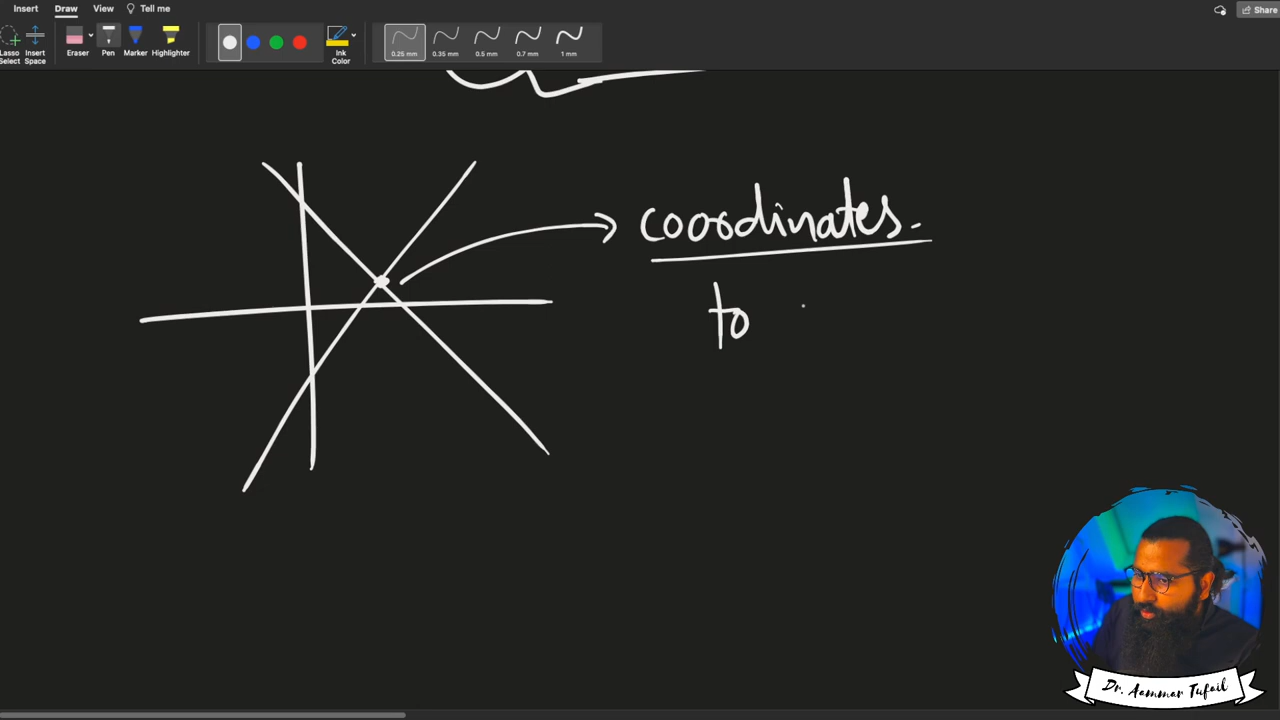 Insert Draw View Tell me
Share
Lasso Select
Insert Space
Eraser
Pen
Marker
Highlighter
Ink Color
0.25 mm
0.35 mm
0.5 mm
0.7 mm
1 mm
coordinates.
to
Dr. Aammar Tufail